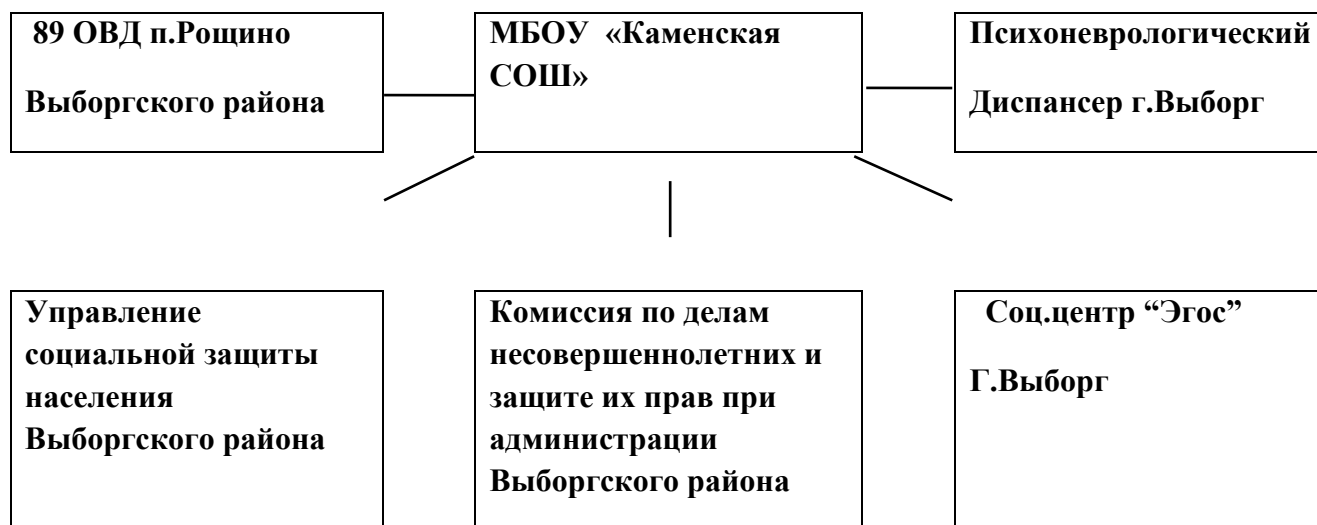 89 ОВД п.Рощино
Выборгского района
МБОУ «Каменская
СОШ»
Психоневрологический
Диспансер г.Выборг
Управление
социальной защиты
населения
Выборгского района
Комиссия по делам
несовершеннолетних и
защите их прав при
администрации
Выборгского района
Соц.центр “Эгос”
Г.Выборг